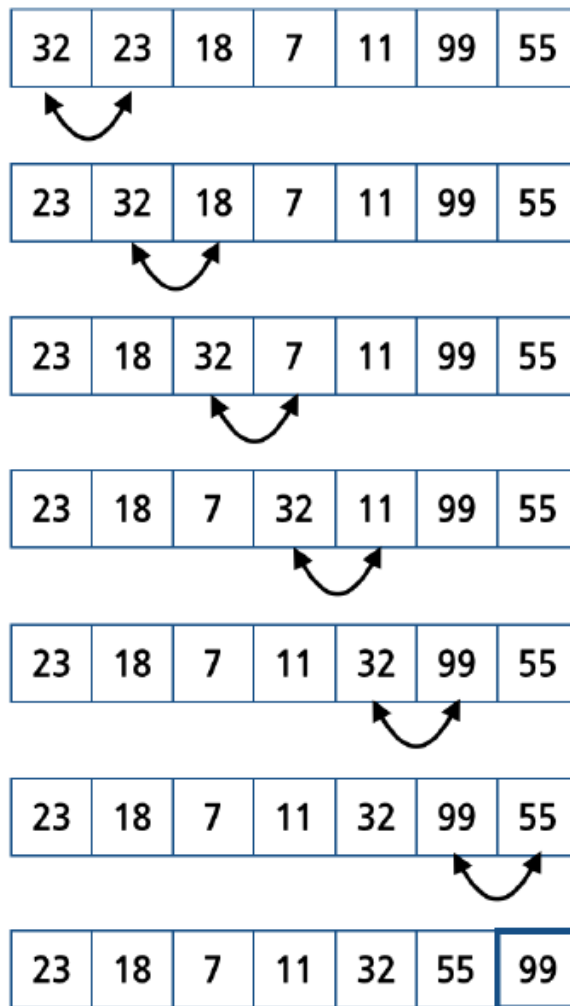 32 23 18 7 11 99 55
23 32 18 7 11 99 55
23 18 32 7 11 99 55
23 18 7 32 11 99 55
23 18 7 11 32 99 55
23 18 7 11 32 99 55
23 18 7 11 32 55 99